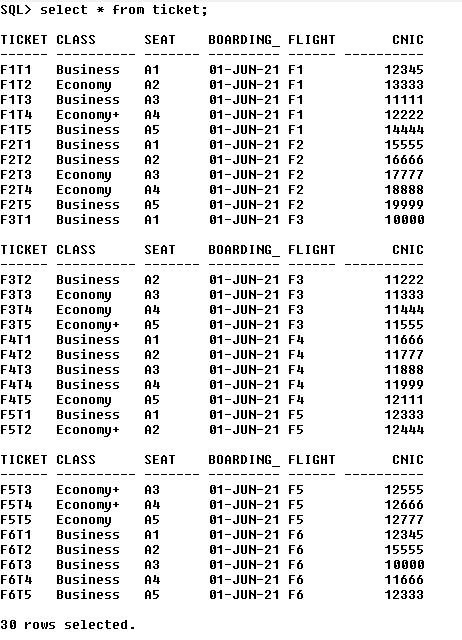 SQL> select * from ticket;
TICKET CLASS SEAT BOARDING_ FLIGHT CNIC
------ -------- ------- --------- ------- ----------
F1T1 Business A1 01-JUN-21 F1 12345
F1T2 Economy A2 01-JUN-21 F1 13333
F1T3 Business A3 01-JUN-21 F1 11111
F1T4 Economy+ A4 01-JUN-21 F1 12222
F1T5 Business A5 01-JUN-21 F1 14444
F2T1 Business A1 01-JUN-21 F2 15555
F2T2 Business A2 01-JUN-21 F2 16666
F2T3 Economy A3 01-JUN-21 F2 17777
F2T4 Economy A4 01-JUN-21 F2 18888
F2T5 Business A5 01-JUN-21 F2 19999
F3T1 Business A1 01-JUN-21 F3 10000
TICKET CLASS SEAT BOARDING_ FLIGHT CNIC
------ -------- ------- --------- ------- ----------
F3T2 Business A2 01-JUN-21 F3 11222
F3T3 Economy A3 01-JUN-21 F3 11333
F3T4 Economy A4 01-JUN-21 F3 11444
F3T5 Economy+ A5 01-JUN-21 F3 11555
F4T1 Business A1 01-JUN-21 F4 11666
F4T2 Business A2 01-JUN-21 F4 11777
F4T3 Business A3 01-JUN-21 F4 11888
F4T4 Business A4 01-JUN-21 F4 11999
F4T5 Economy A5 01-JUN-21 F4 12111
F5T1 Business A1 01-JUN-21 F5 12333
F5T2 Economy+ A2 01-JUN-21 F5 12444
TICKET CLASS SEAT BOARDING_ FLIGHT CNIC
------ -------- ------- --------- ------- ----------
F5T3 Economy+ A3 01-JUN-21 F5 12555
F5T4 Economy+ A4 01-JUN-21 F5 12666
F5T5 Economy A5 01-JUN-21 F5 12777
F6T1 Business A1 01-JUN-21 F6 12345
F6T2 Business A2 01-JUN-21 F6 15555
F6T3 Business A3 01-JUN-21 F6 10000
F6T4 Business A4 01-JUN-21 F6 11666
F6T5 Business A5 01-JUN-21 F6 12333
30 rows selected.